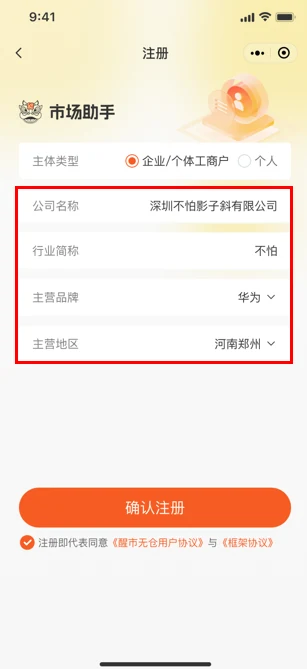 9:41
注册
市场助手
主体类型 企业/个体工商户 个人
公司名称 深圳不怕影子斜有限公司
行业简称 不怕
主营品牌 华为
主营地区 河南郑州
确认注册
注册即代表同意《醒市无仓用户协议》与《框架协议》